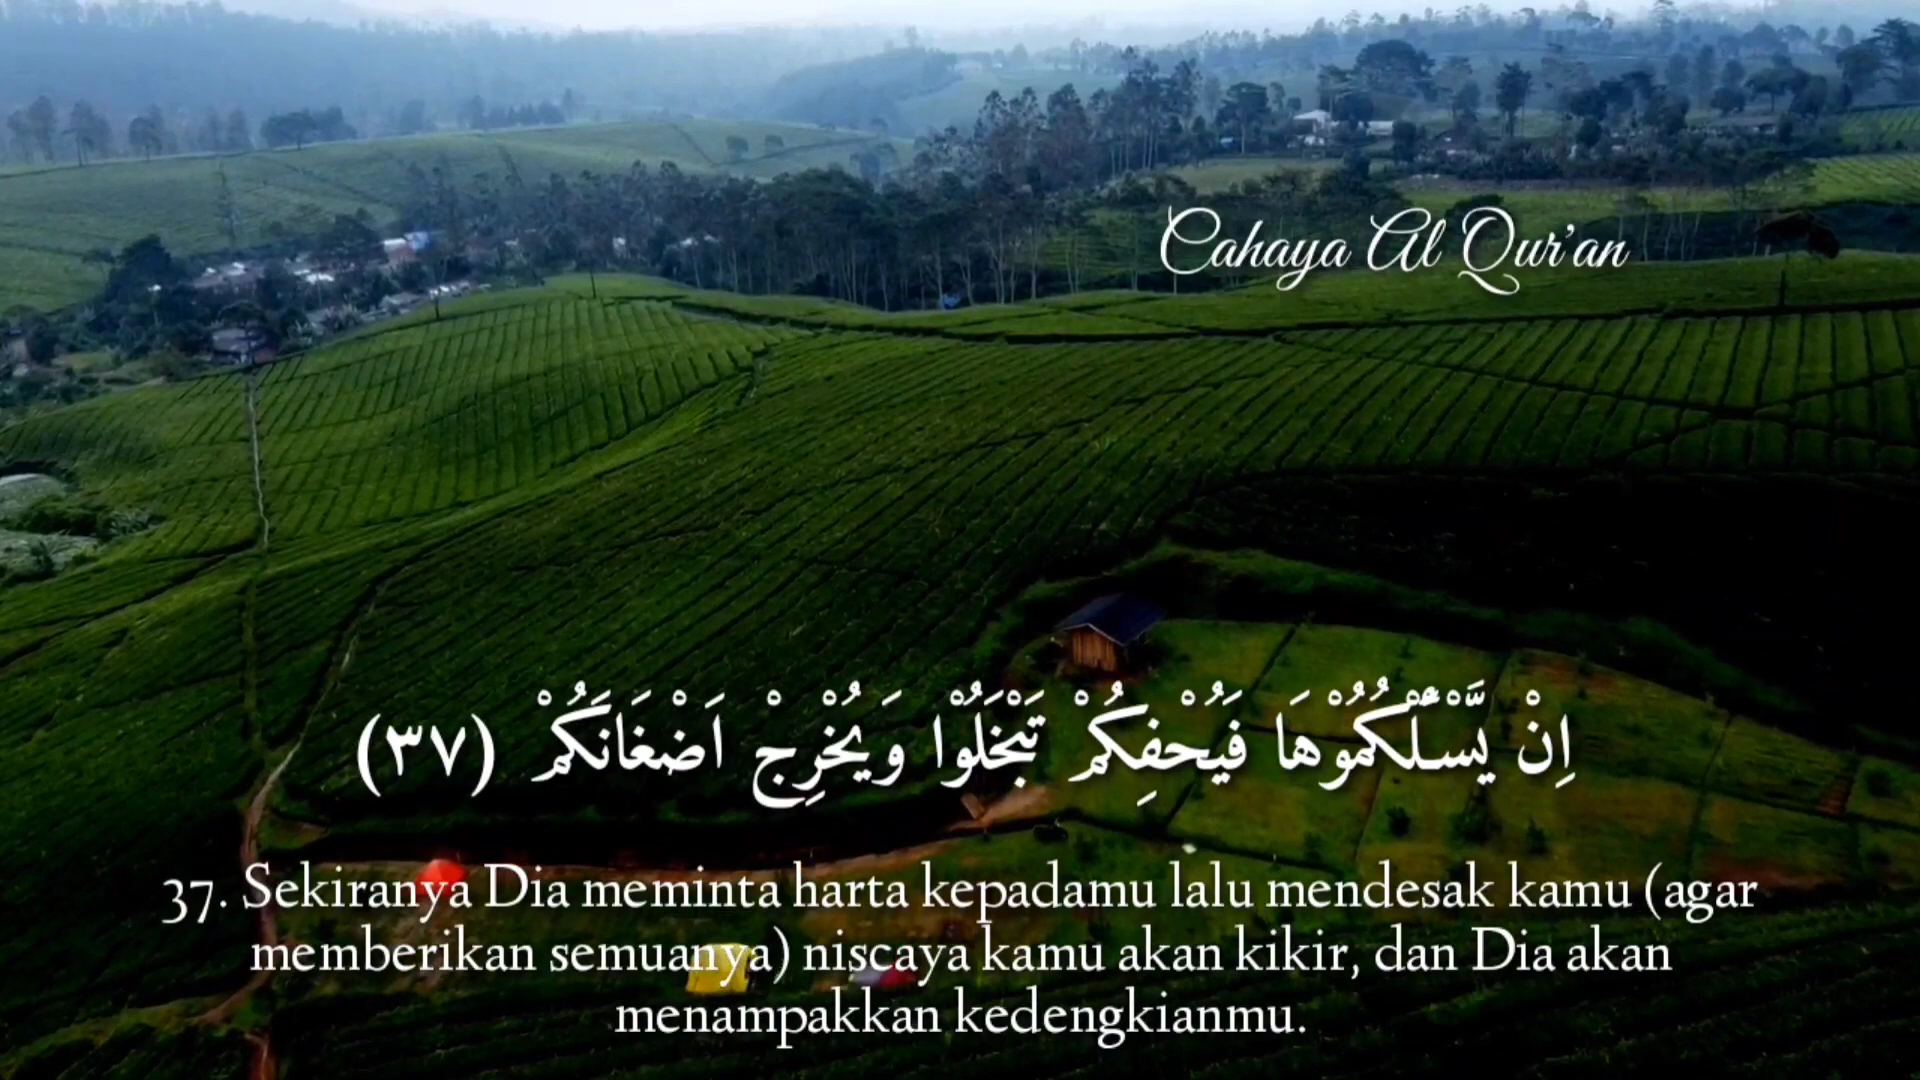 Cahaya Al Qur'an
اِنْ يَّسْـَٔلْكُمُوْهَا فَيُحْفِكُمْ تَبْخَلُوْا وَيُخْرِجْ اَضْغَانَكُمْ (٣٧)
37. Sekiranya Dia meminta harta kepadamu lalu mendesak kamu (agar
memberikan semuanya) niscaya kamu akan kikir, dan Dia akan
menampakkan kedengkianmu.